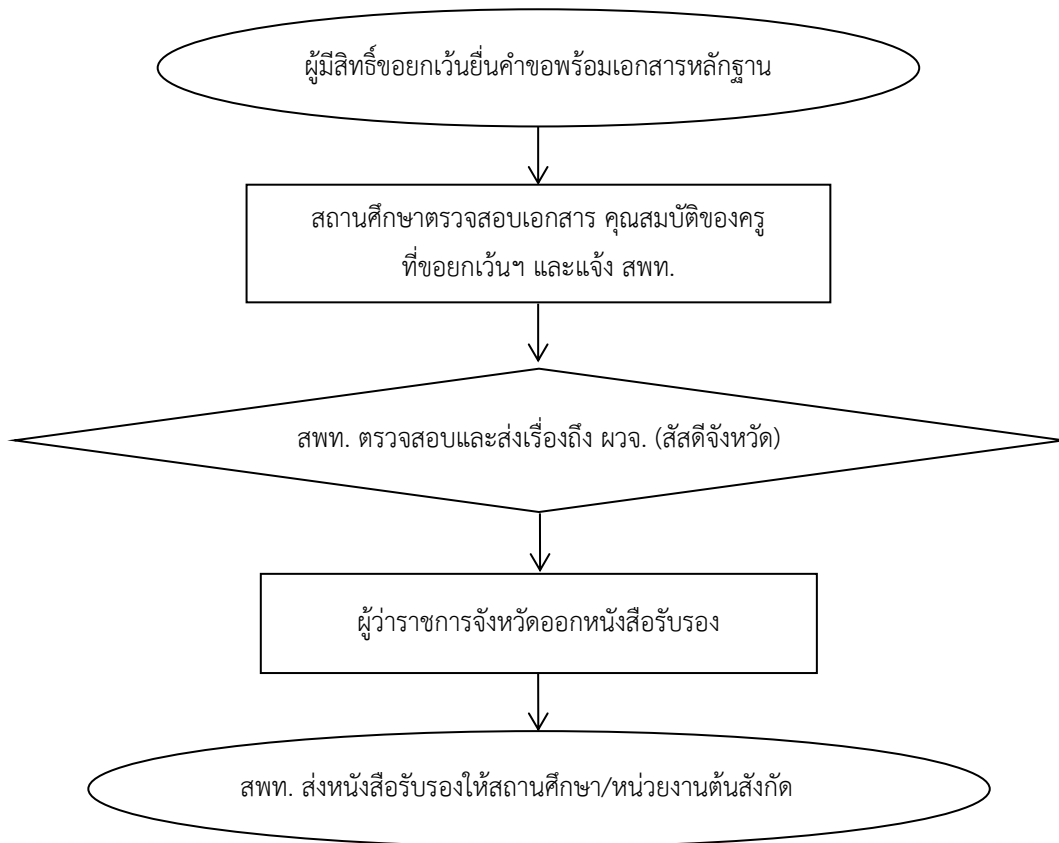 ผู้มีสิทธิ์ขอยกเว้นยื่นคำขอพร้อมเอกสารหลักฐาน
สถานศึกษาตรวจสอบเอกสาร คุณสมบัติของครู
ที่ขอยกเว้นฯ และแจ้ง สพท.
สพท. ตรวจสอบและส่งเรื่องถึง ผวจ. (สัสดีจังหวัด)
ผู้ว่าราชการจังหวัดออกหนังสือรับรอง
สพท. ส่งหนังสือรับรองให้สถานศึกษา/หน่วยงานต้นสังกัด